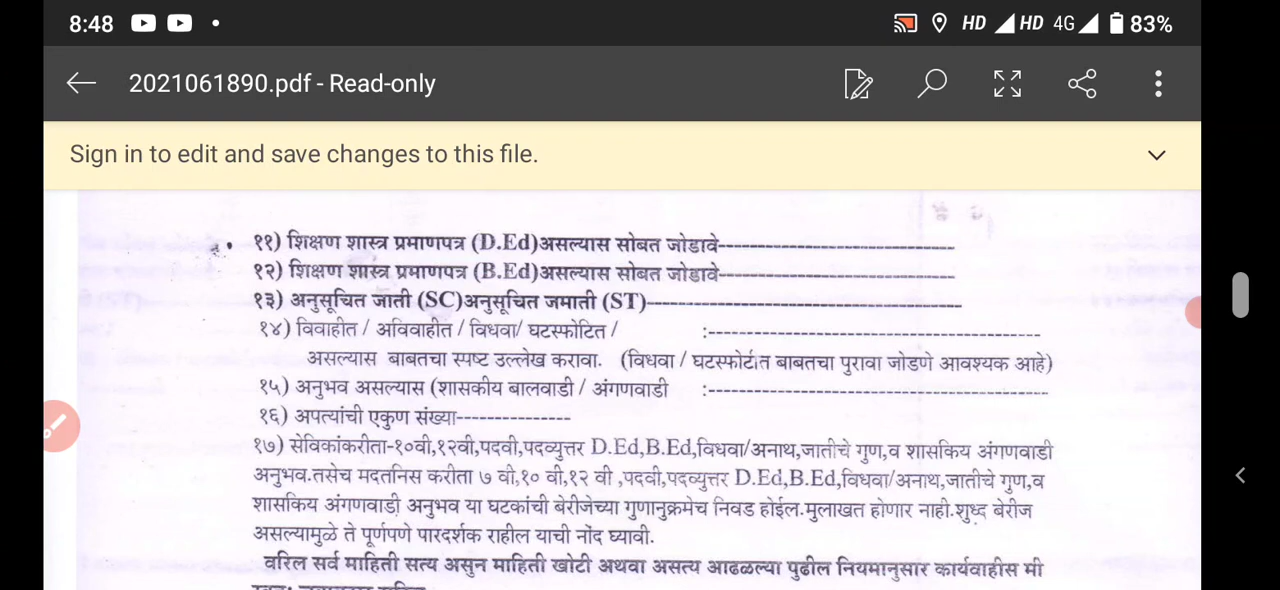 8:48 HD HD 4G 83%
2021061890.pdf - Read-only
Sign in to edit and save changes to this file.
११) शिक्षण शास्त्र प्रमाणपत्र (D.Ed)असल्यास सोबत जोडावे------------------------------
१२) शिक्षण शास्त्र प्रमाणपत्र (B.Ed)असल्यास सोबत जोडावे------------------------------
१३) अनुसूचित जाती (SC)अनुसूचित जमाती (ST)----------------------------------------
१४) विवाहीत / अविवाहीत / विधवा/ घटस्फोटित / :------------------------------------------
असल्यास बाबतचा स्पष्ट उल्लेख करावा. (विधवा / घटस्फोर्टीत बाबतचा पुरावा जोडणे आवश्यक आहे)
१५) अनुभव असल्यास (शासकीय बालवाडी / अंगणवाडी :-------------------------------------------
१६) अपत्यांची एकुण संख्या--------------
१७) सेविकांकरीता-१०वी,१२वी,पदवी,पदव्युत्तर D.Ed,B.Ed,विधवा/अनाथ,जातीचे गुण,व शासकिय अंगणवाडी
अनुभव.तसेच मदतनिस करीता ७ वी,१० वी,१२ वी ,पदवी,पदव्युत्तर D.Ed,B.Ed,विधवा/अनाथ,जातीचे गुण,व
शासकिय अंगणवाडी अनुभव या घटकांची बेरीजेच्या गुणानुक्रमेच निवड होईल.मुलाखत होणार नाही.शुध्द बेरीज
असल्यामुळे ते पूर्णपणे पारदर्शक राहील याची नोंद घ्यावी.
वरिल सर्व माहिती सत्य असुन माहिती खोटी अथवा असत्य आढळल्या पुढील नियमानुसार कार्यवाहीस मी